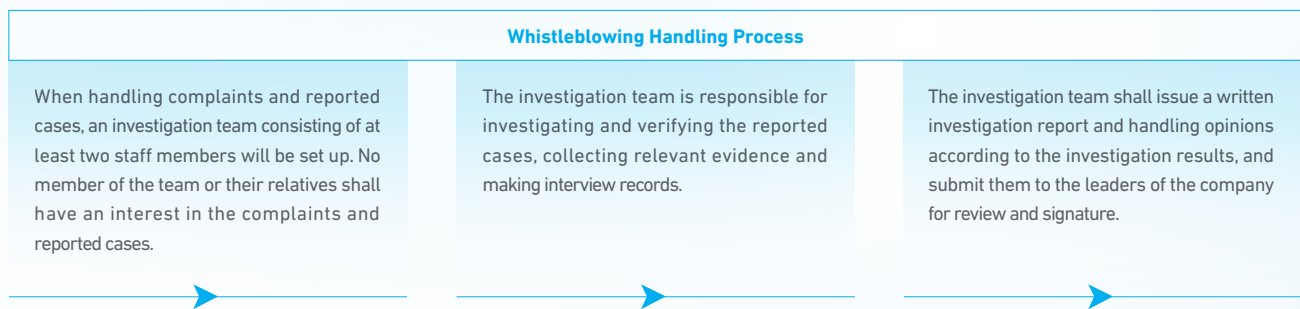 Whistleblowing Handling Process
When handling complaints and reported
cases, an investigation team consisting of at
least two staff members will be set up. No
member of the team or their relatives shall
have an interest in the complaints and
reported cases.
The investigation team is responsible for
investigating and verifying the reported
cases, collecting relevant evidence and
making interview records.
The investigation team shall issue a written
investigation report and handling opinions
according to the investigation results, and
submit them to the leaders of the company
for review and signature.